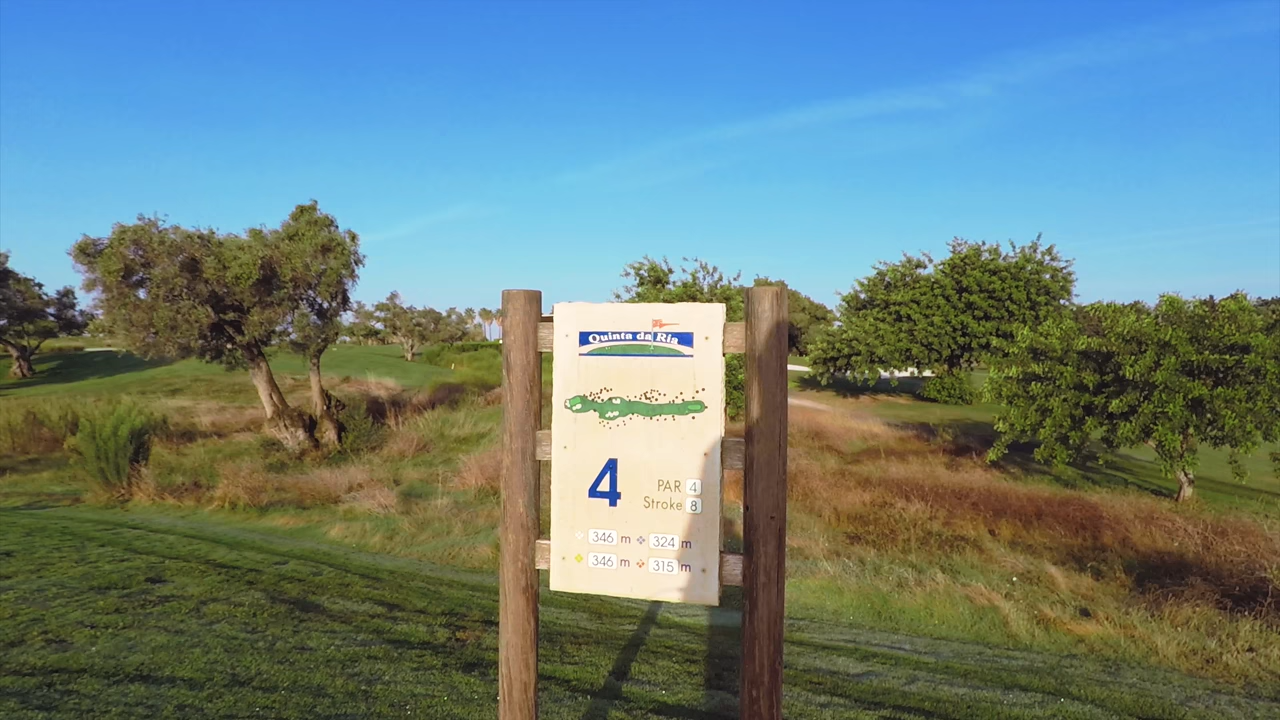 Quinta da Ria
4
PAR 4
Stroke 8
346 m 324 m
346 m 315 m